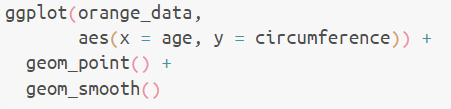 ggplot(orange_data,
       aes(x = age, y = circumference)) +
  geom_point() +
  geom_smooth()